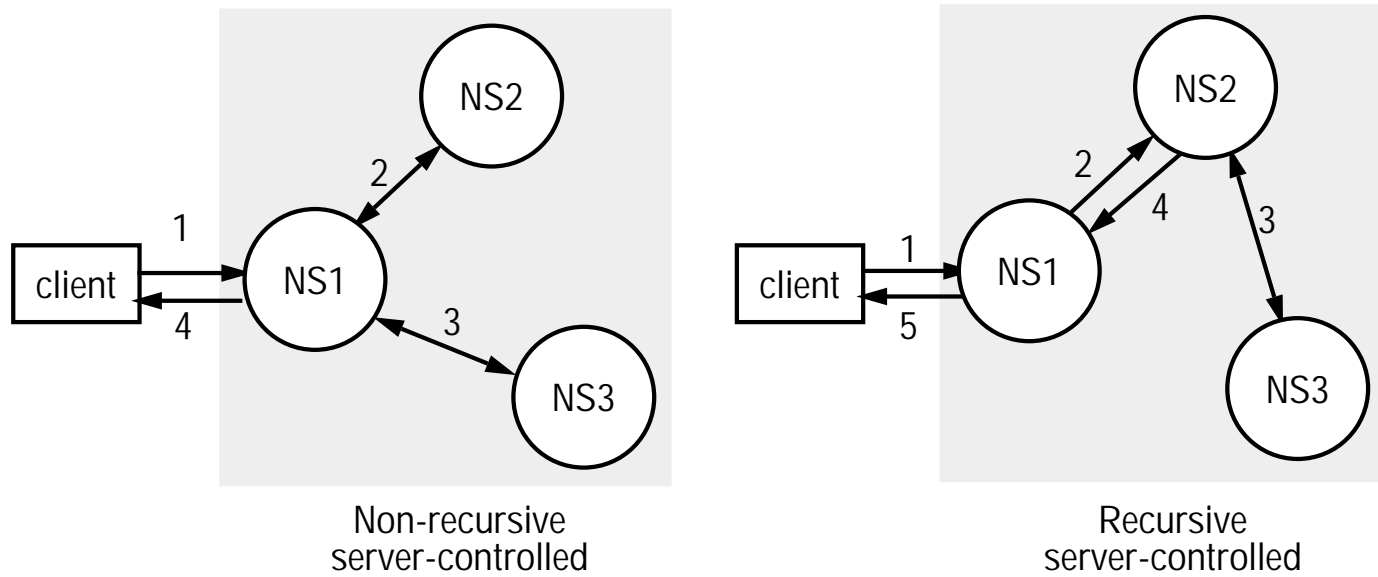 NS2
2
1
client
NS1
4
3
NS3
Non-recursive
server-controlled
NS2
2
4
1
client
NS1
3
5
NS3
Recursive
server-controlled